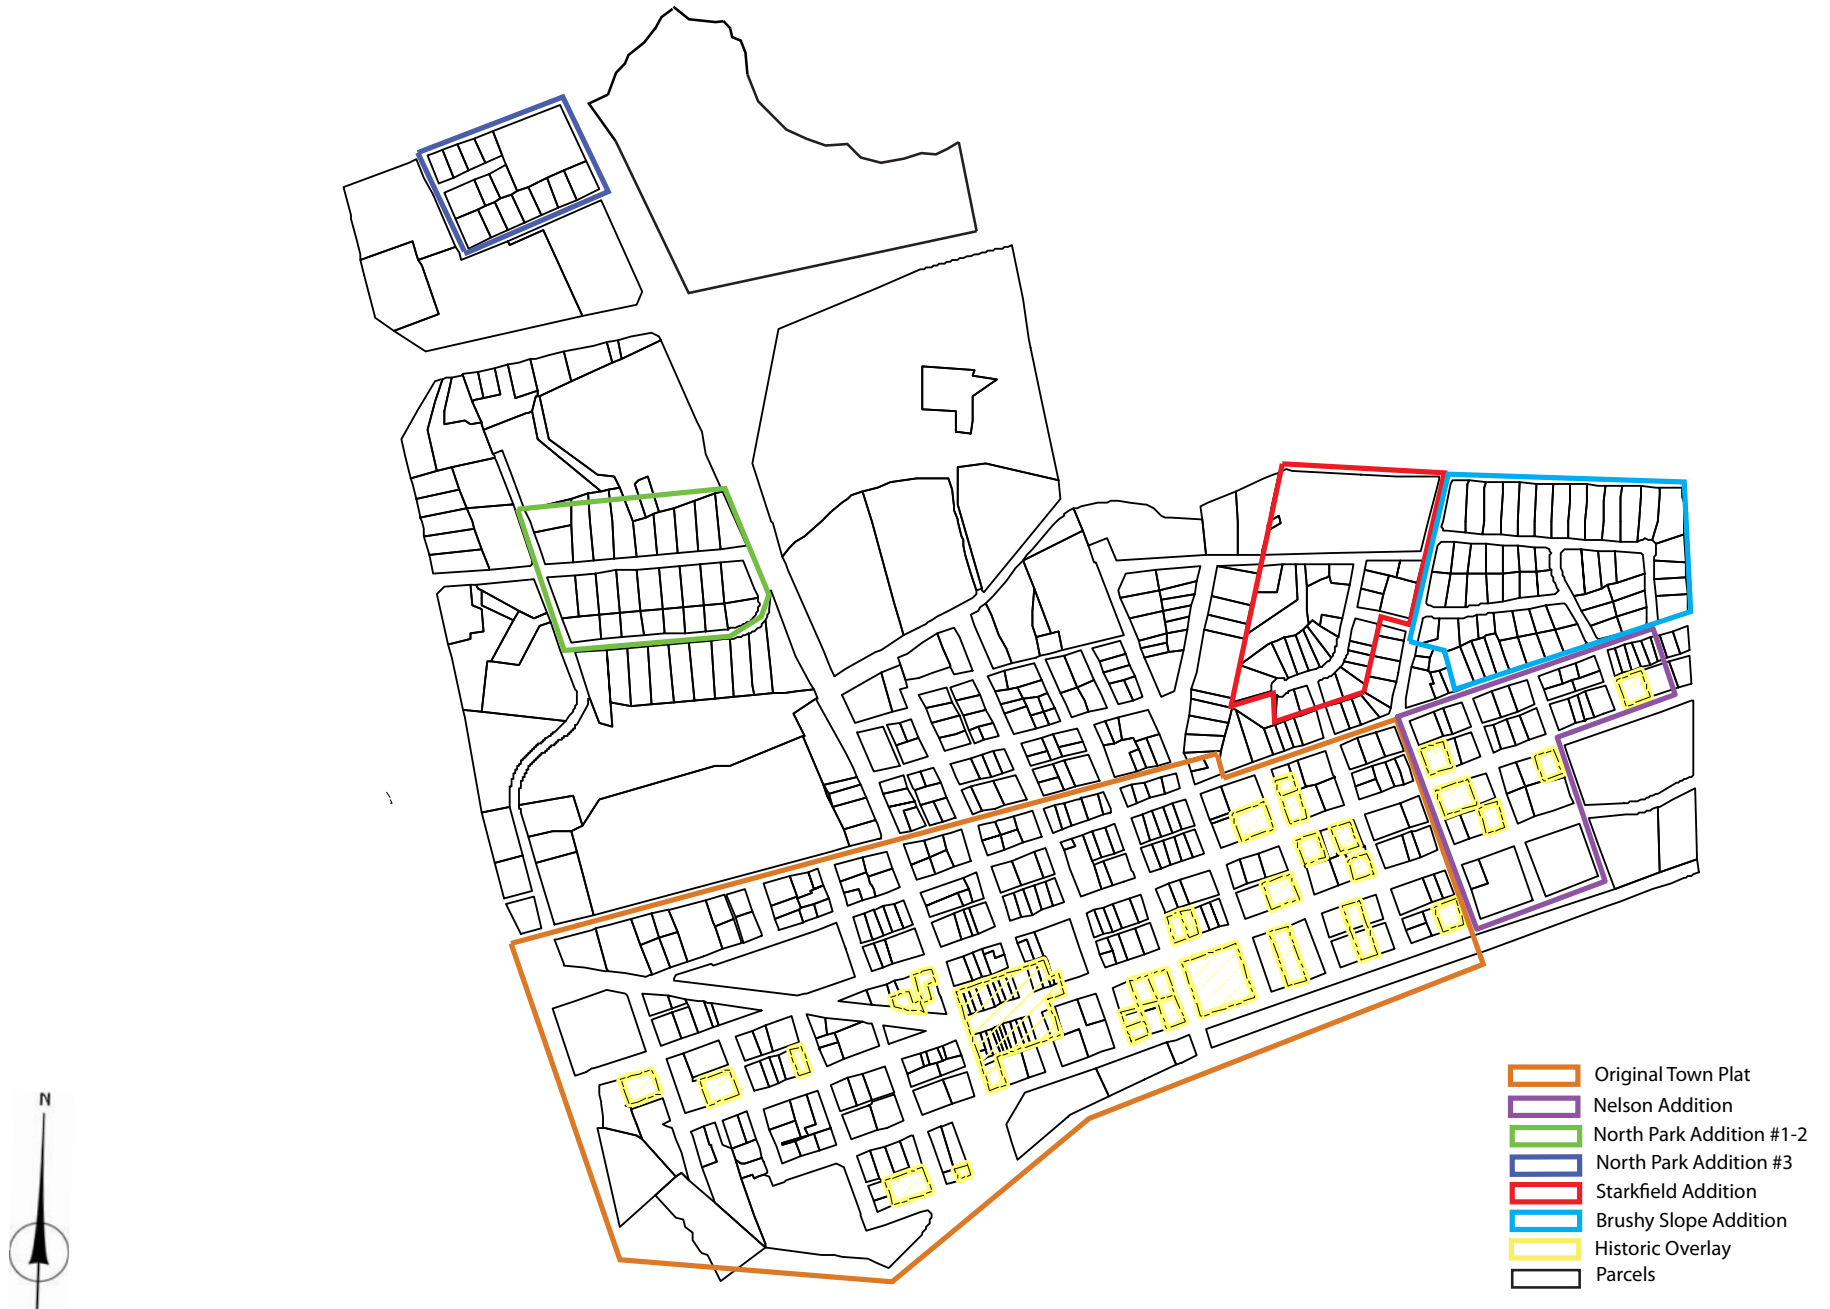 N
Original Town Plat
Nelson Addition
North Park Addition #1-2
North Park Addition #3
Starkfield Addition
Brushy Slope Addition
Historic Overlay
Parcels